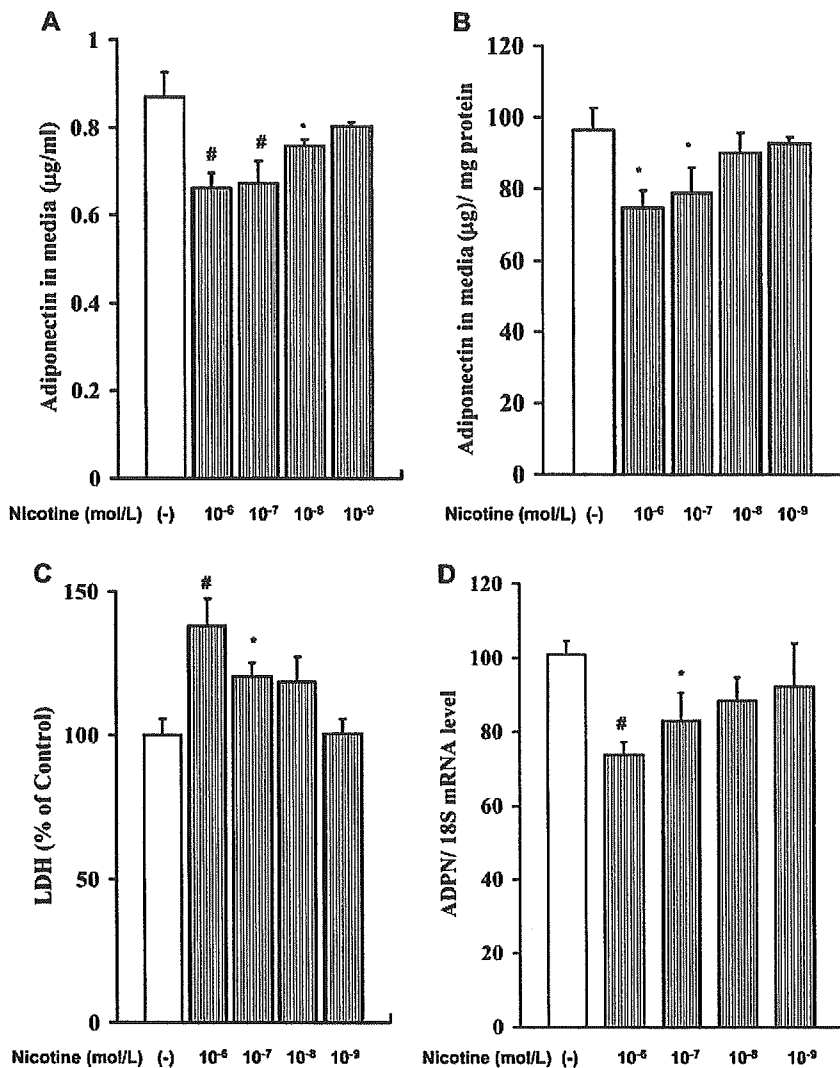 A
Adiponectin in media (µg/ml)
1
0.8
0.6
0.4
0.2
0
#
#
*
Nicotine (mol/L) (-) 10⁻⁶ 10⁻⁷ 10⁻⁸ 10⁻⁹
B
Adiponectin in media (µg)/ mg protein
120
100
80
60
40
20
0
*
*
Nicotine (mol/L) (-) 10⁻⁶ 10⁻⁷ 10⁻⁸ 10⁻⁹
C
LDH (% of Control)
150
100
50
0
#
*
Nicotine (mol/L) (-) 10⁻⁶ 10⁻⁷ 10⁻⁸ 10⁻⁹
D
ADPN/ 18S mRNA level
120
100
80
60
40
20
0
#
*
Nicotine (mol/L) (-) 10⁻⁶ 10⁻⁷ 10⁻⁸ 10⁻⁹